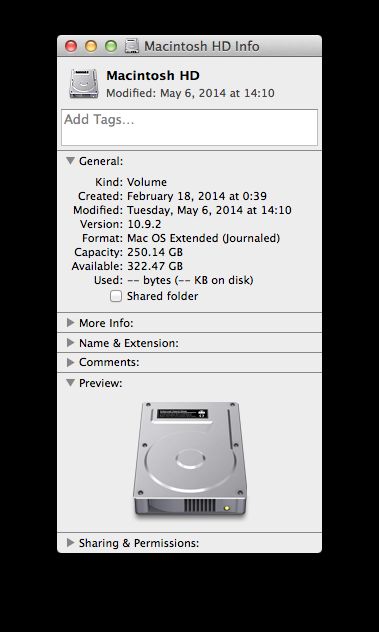 Macintosh HD Info
Macintosh HD
Modified: May 6, 2014 at 14:10
Add Tags…
General:
Kind: Volume
Created: February 18, 2014 at 0:39
Modified: Tuesday, May 6, 2014 at 14:10
Version: 10.9.2
Format: Mac OS Extended (Journaled)
Capacity: 250.14 GB
Available: 322.47 GB
Used: -- bytes (-- KB on disk)
Shared folder
More Info:
Name & Extension:
Comments:
Preview:
Sharing & Permissions: